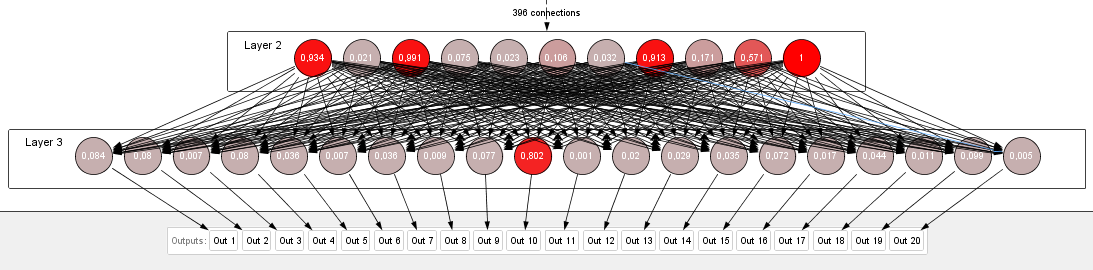 396 connections
Layer 2
0,934 0,021 0,991 0,075 0,023 0,106 0,032 0,913 0,171 0,571 1
Layer 3
0,084 0,08 0,007 0,08 0,036 0,007 0,036 0,009 0,077 0,802 0,001 0,02 0,029 0,035 0,072 0,017 0,044 0,011 0,099 0,005
Outputs: Out 1 Out 2 Out 3 Out 4 Out 5 Out 6 Out 7 Out 8 Out 9 Out 10 Out 11 Out 12 Out 13 Out 14 Out 15 Out 16 Out 17 Out 18 Out 19 Out 20